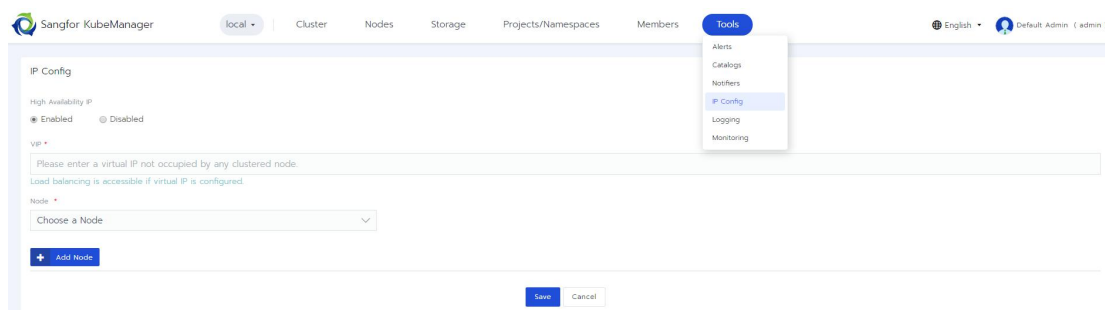 Sangfor KubeManager local Cluster Nodes Storage Projects/Namespaces Members Tools English Default Admin ( admin
Alerts
Catalogs
Notifiers
IP Config
Logging
Monitoring
IP Config
High Availability IP
Enabled Disabled
VIP *
Please enter a virtual IP not occupied by any clustered node.
Load balancing is accessible if virtual IP is configured.
Node *
Choose a Node
+ Add Node
Save Cancel